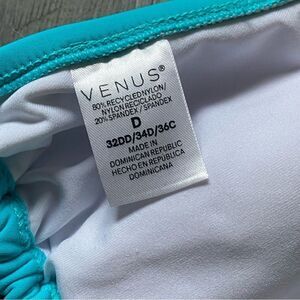 VENUS®
80% RECYCLED NYLON/
NYLON RECICLADO
20% SPANDEX / SPANDEX
D
32DD/34D/36C
MADE IN
DOMINICAN REPUBLIC
HECHO EN REPÚBLICA
DOMINICANA